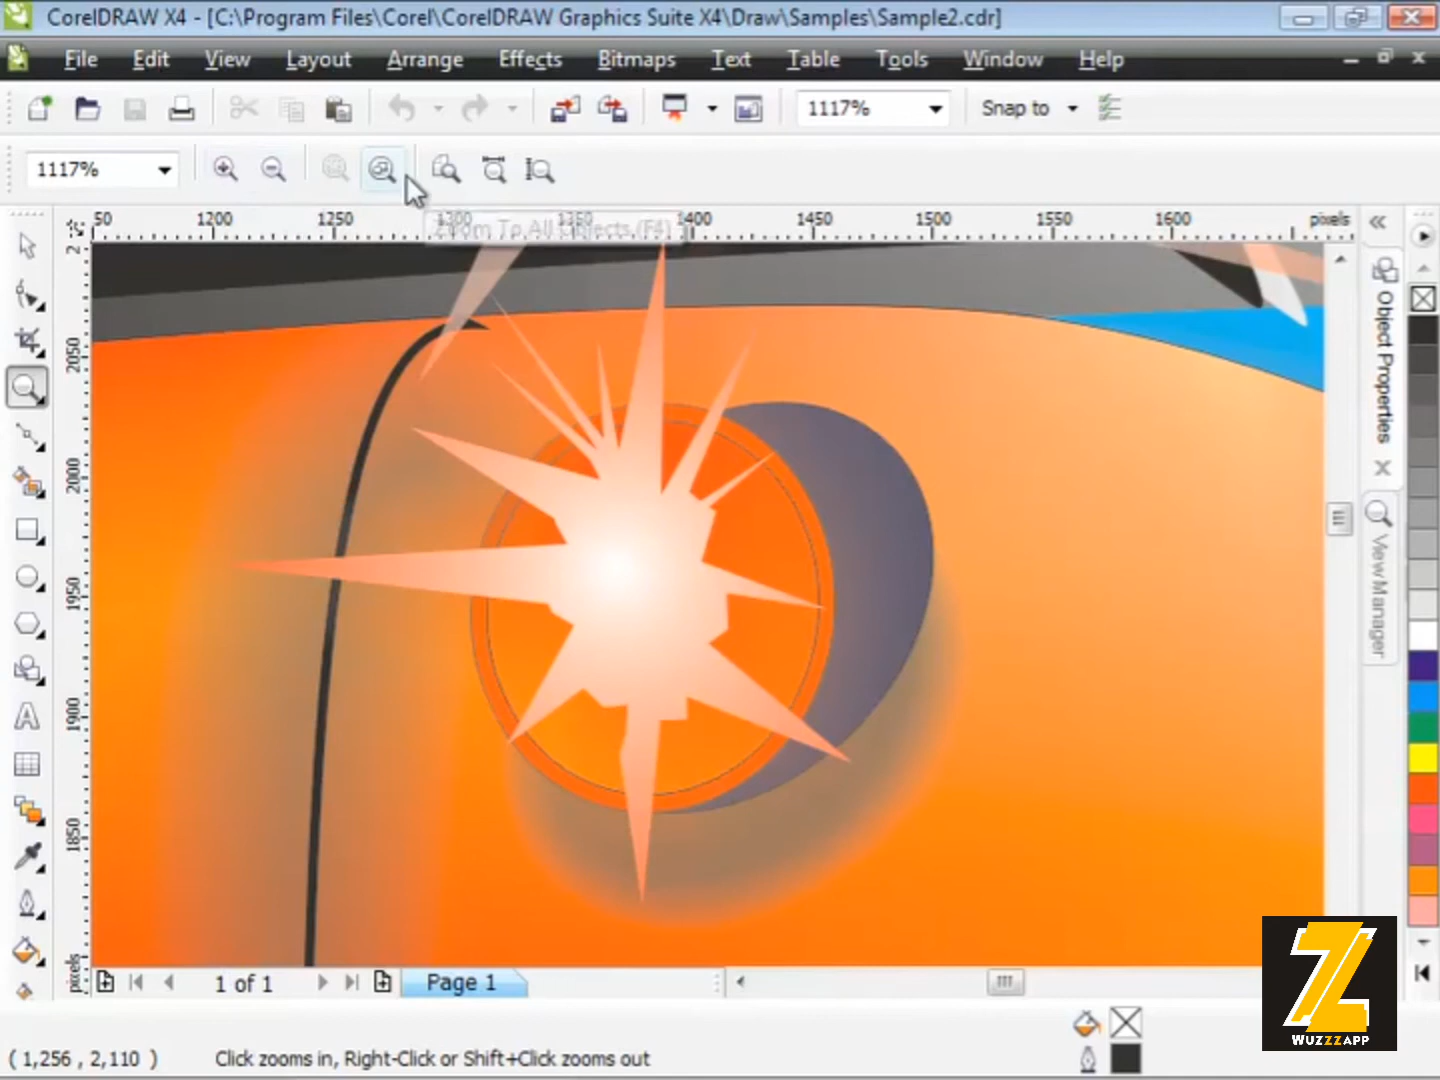 CorelDRAW X4 - [C:\Program Files\Corel\CorelDRAW Graphics Suite X4\Draw\Samples\Sample2.cdr]
File Edit View Layout Arrange Effects Bitmaps Text Table Tools Window Help
1117% Snap to
1117%
50 1200 1250 1300 1350 1400 1450 1500 1550 1600 pixels
Zoom To All Objects (F4)
2050
2000
1950
1900
1850
pixels
Object Properties
View Manager
1 of 1 Page 1
( 1,256 , 2,110 ) Click zooms in, Right-Click or Shift+Click zooms out
WUZZZAPP